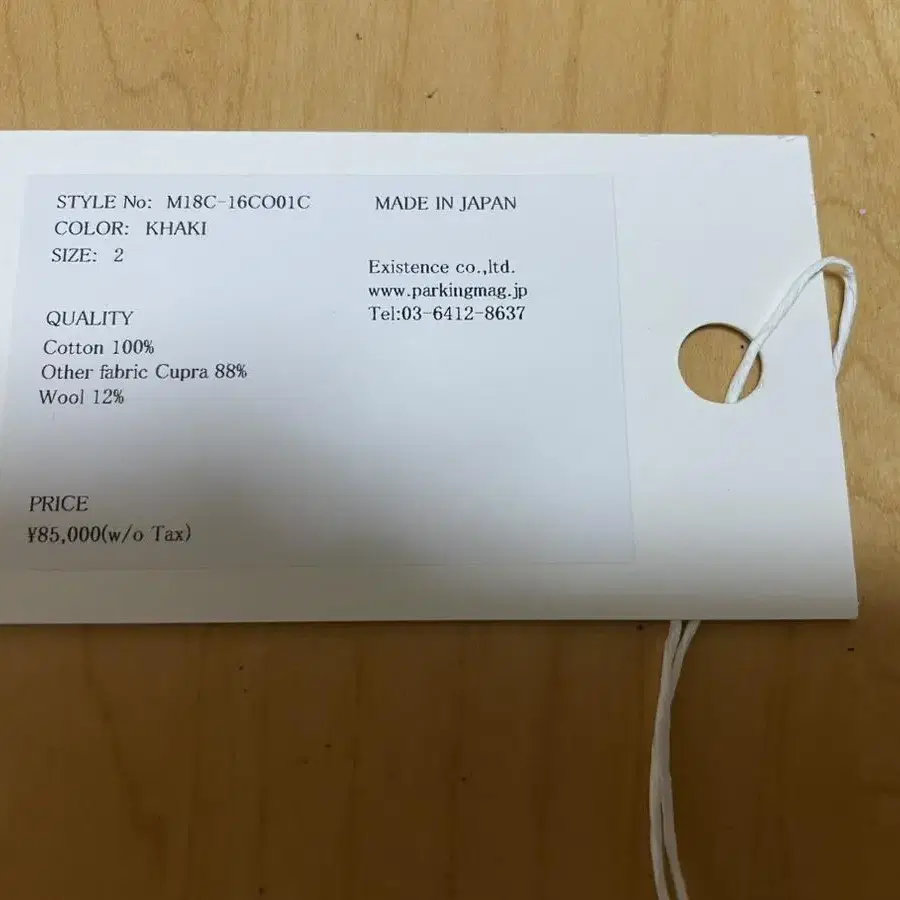 STYLE No: M18C-16CO01C
COLOR: KHAKI
SIZE: 2
QUALITY
Cotton 100%
Other fabric Cupra 88%
Wool 12%
PRICE
¥85,000(w/o Tax)
MADE IN JAPAN
Existence co.,ltd.
www.parkingmag.jp
Tel:03-6412-8637